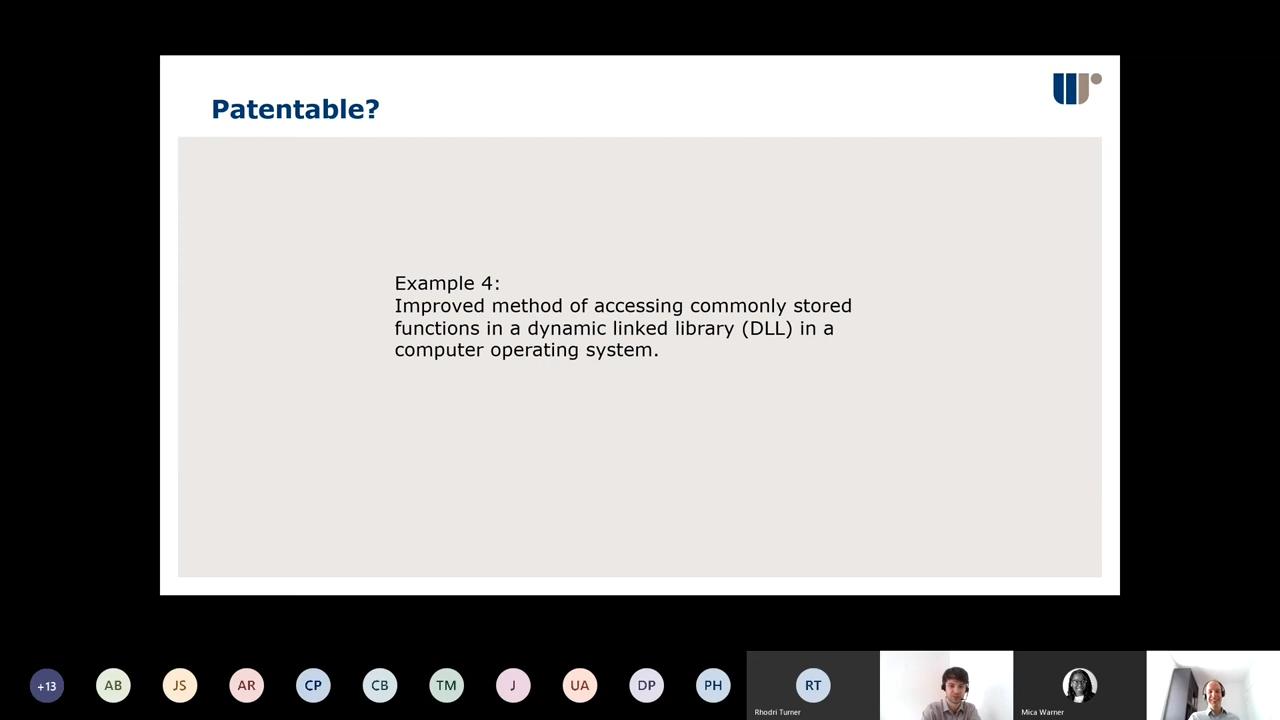 Patentable?
Example 4:
Improved method of accessing commonly stored
functions in a dynamic linked library (DLL) in a
computer operating system.
+13
AB
JS
AR
CP
CB
TM
J
UA
DP
PH
RT
Rhodri Turner
Mica Warner